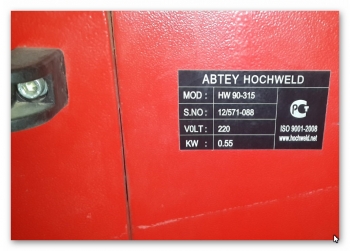 ABTEY HOCHWELD
MOD : HW 90-315
S.NO : 12/571-088
VOLT : 220
KW : 0.55
PCT
ISO 9001-2008
www.hochweld.net